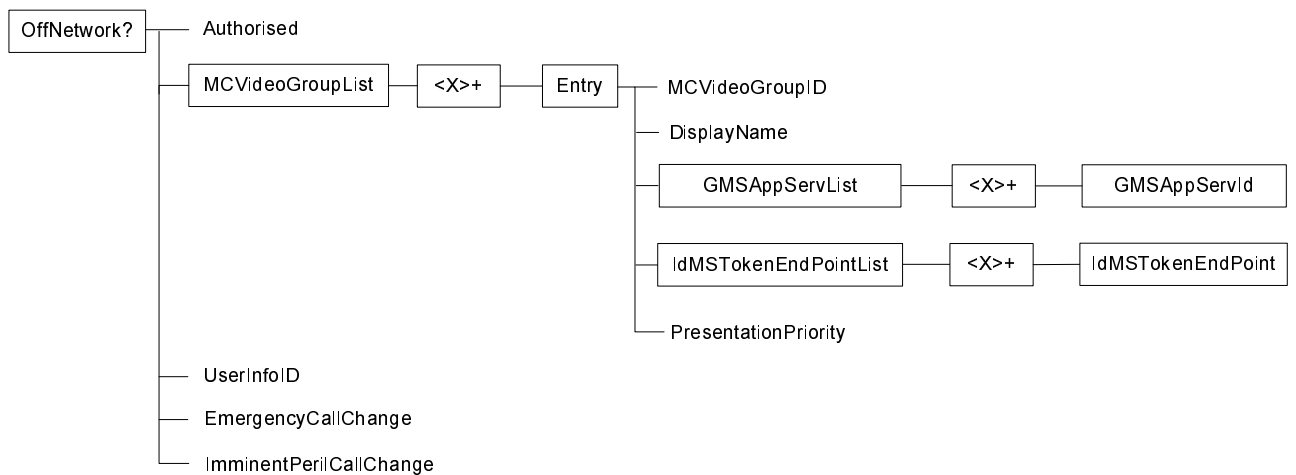 OffNetwork?
Authorised
MCVideoGroupList
<X>+
Entry
MCVideoGroupID
DisplayName
GMSAppServList
<X>+
GMSAppServId
IdMSTokenEndPointList
<X>+
IdMSTokenEndPoint
PresentationPriority
UserInfoID
EmergencyCallChange
ImminentPerilCallChange